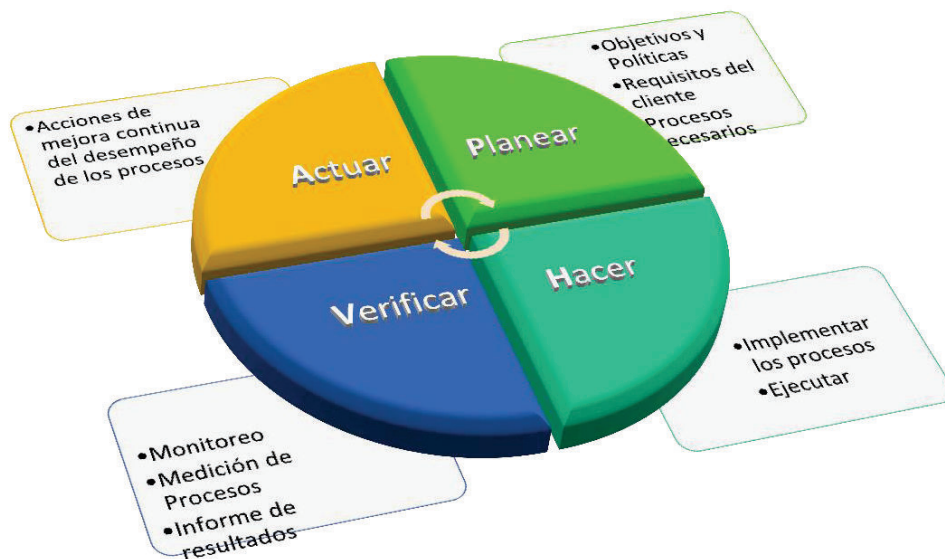 •Acciones de
mejora continua
del desempeño
de los procesos
Actuar
Planear
•Objetivos y
Políticas
•Requisitos del
cliente
Procesos
ecesarios
Verificar
Hacer
•Monitoreo
•Medición de
Procesos
•Informe de
resultados
•Implementar
los procesos
•Ejecutar